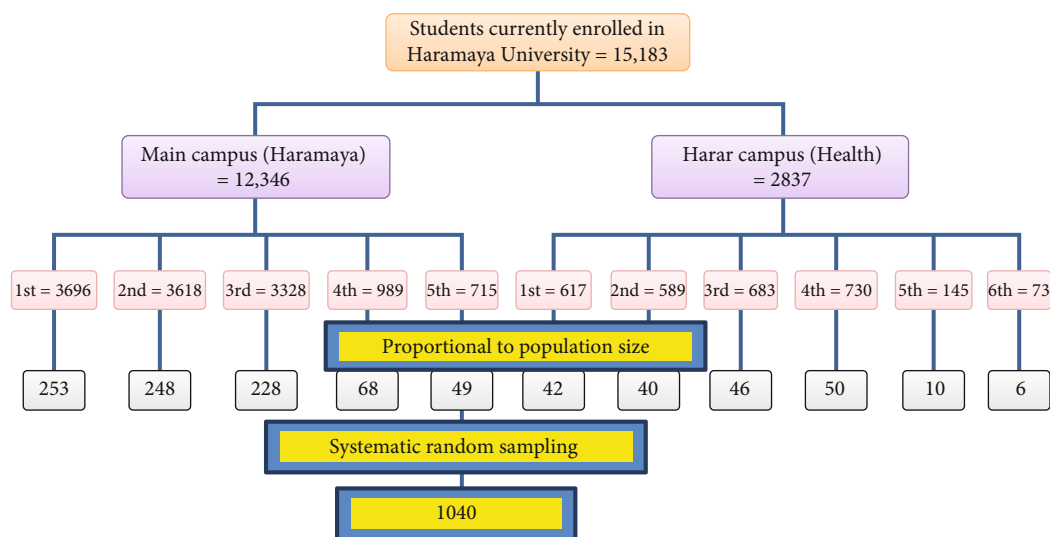 Students currently enrolled in
Haramaya University = 15,183
Main campus (Haramaya)
= 12,346
Harar campus (Health)
= 2837
1st = 3696
2nd = 3618
3rd = 3328
4th = 989
5th = 715
1st = 617
2nd = 589
3rd = 683
4th = 730
5th = 145
6th = 73
Proportional to population size
253
248
228
68
49
42
40
46
50
10
6
Systematic random sampling
1040